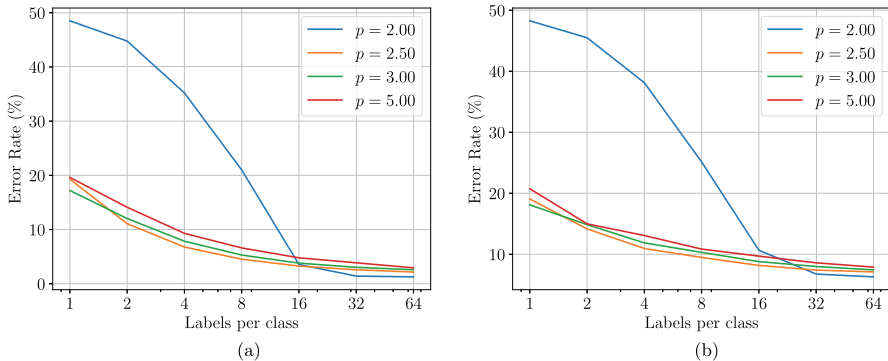 50
40
30
20
10
0
Error Rate (%)
p = 2.00
p = 2.50
p = 3.00
p = 5.00
1 2 4 8 16 32 64
Labels per class
(a)
50
40
30
20
10
Error Rate (%)
p = 2.00
p = 2.50
p = 3.00
p = 5.00
1 2 4 8 16 32 64
Labels per class
(b)